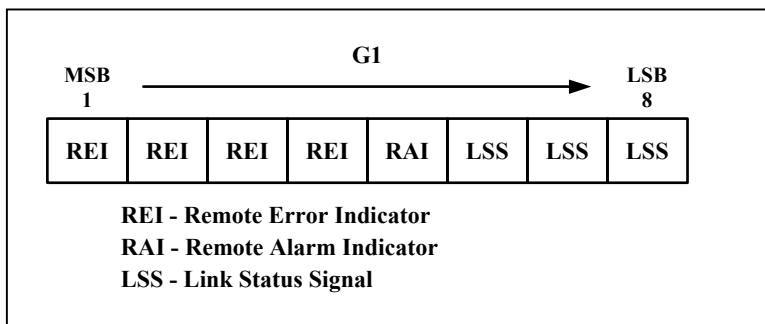 G1
MSB LSB
1 8
REI REI REI REI RAI LSS LSS LSS
REI - Remote Error Indicator
RAI - Remote Alarm Indicator
LSS - Link Status Signal